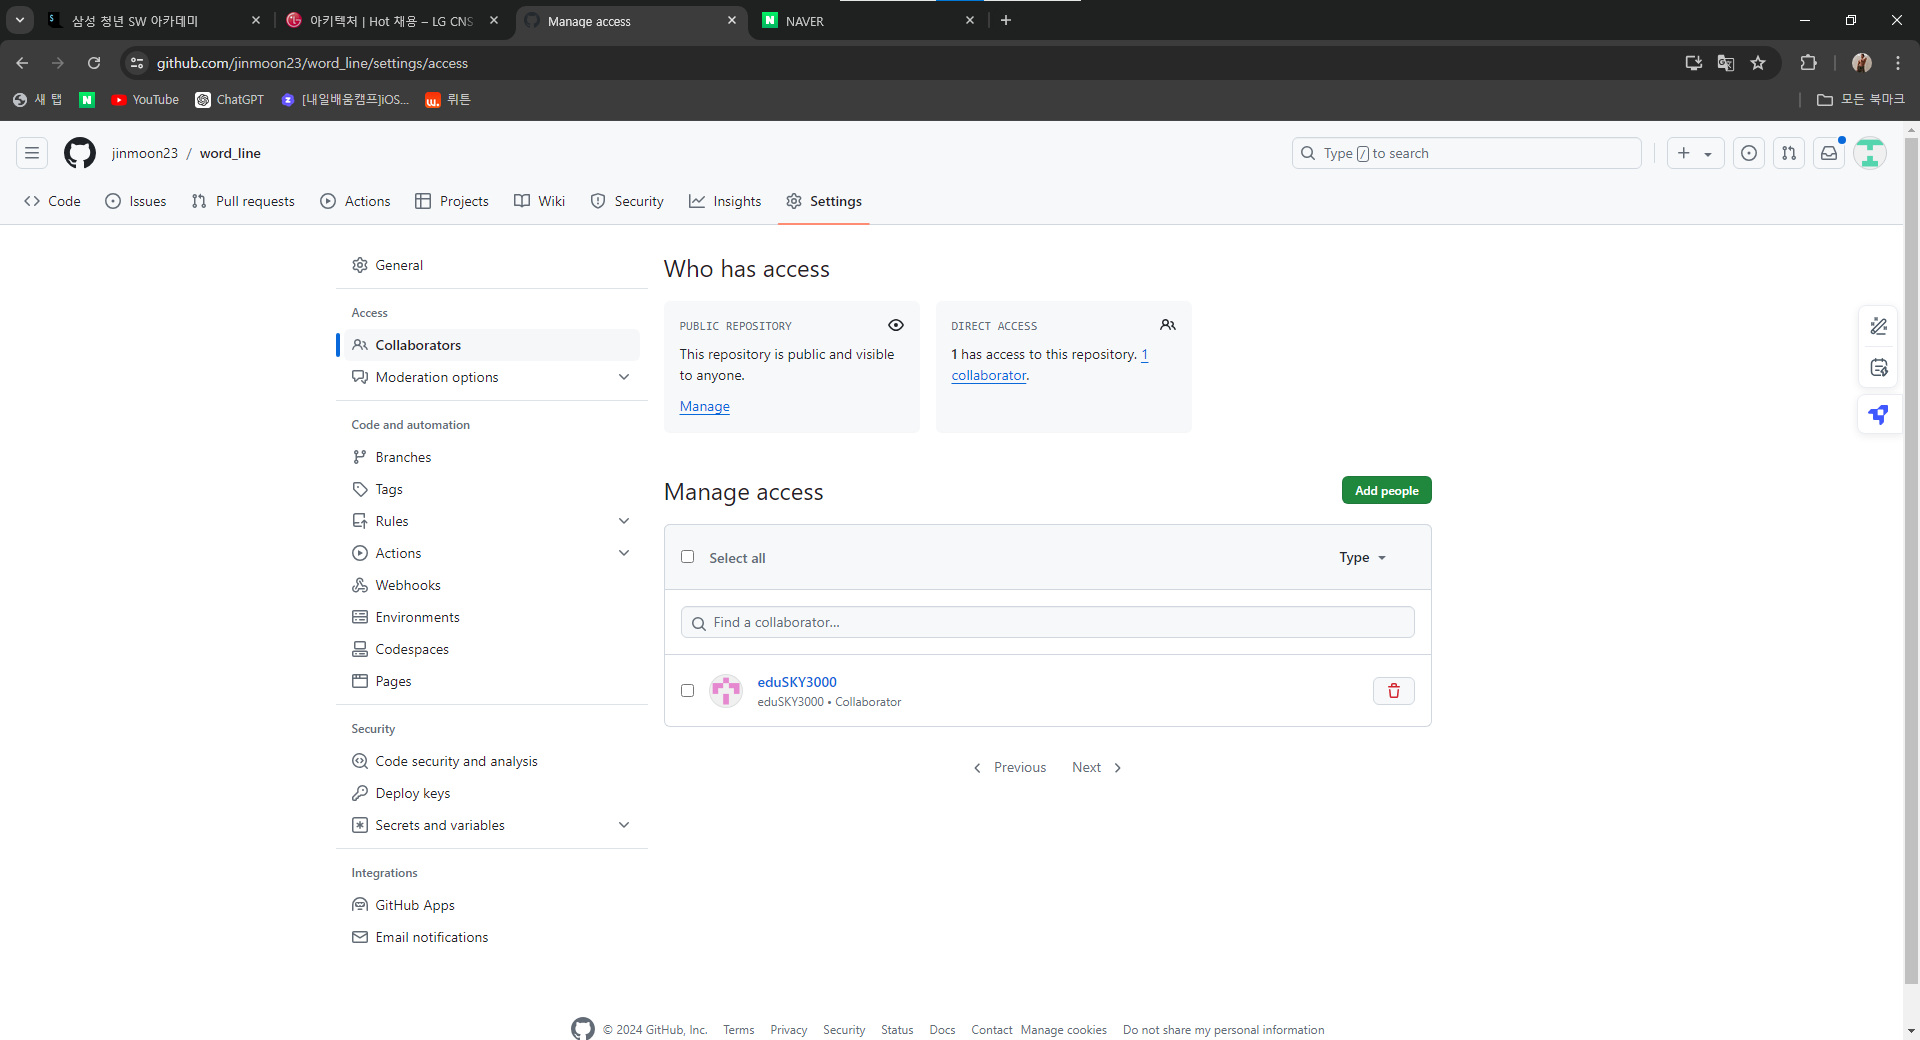 삼성 청년 SW 아카데미
아키텍처 | Hot 채용 – LG CNS
Manage access
NAVER
github.com/jinmoon23/word_line/settings/access
새 탭
YouTube
ChatGPT
[내일배움캠프]iOS...
뤼튼
모든 북마크
jinmoon23 / word_line
Type / to search
Code
Issues
Pull requests
Actions
Projects
Wiki
Security
Insights
Settings
General
Access
Collaborators
Moderation options
Code and automation
Branches
Tags
Rules
Actions
Webhooks
Environments
Codespaces
Pages
Security
Code security and analysis
Deploy keys
Secrets and variables
Integrations
GitHub Apps
Email notifications
Who has access
PUBLIC REPOSITORY
This repository is public and visible
to anyone.
Manage
DIRECT ACCESS
1 has access to this repository. 1
collaborator.
Manage access
Add people
Select all
Type
Find a collaborator...
eduSKY3000
eduSKY3000 • Collaborator
Previous
Next
© 2024 GitHub, Inc.
Terms
Privacy
Security
Status
Docs
Contact
Manage cookies
Do not share my personal information